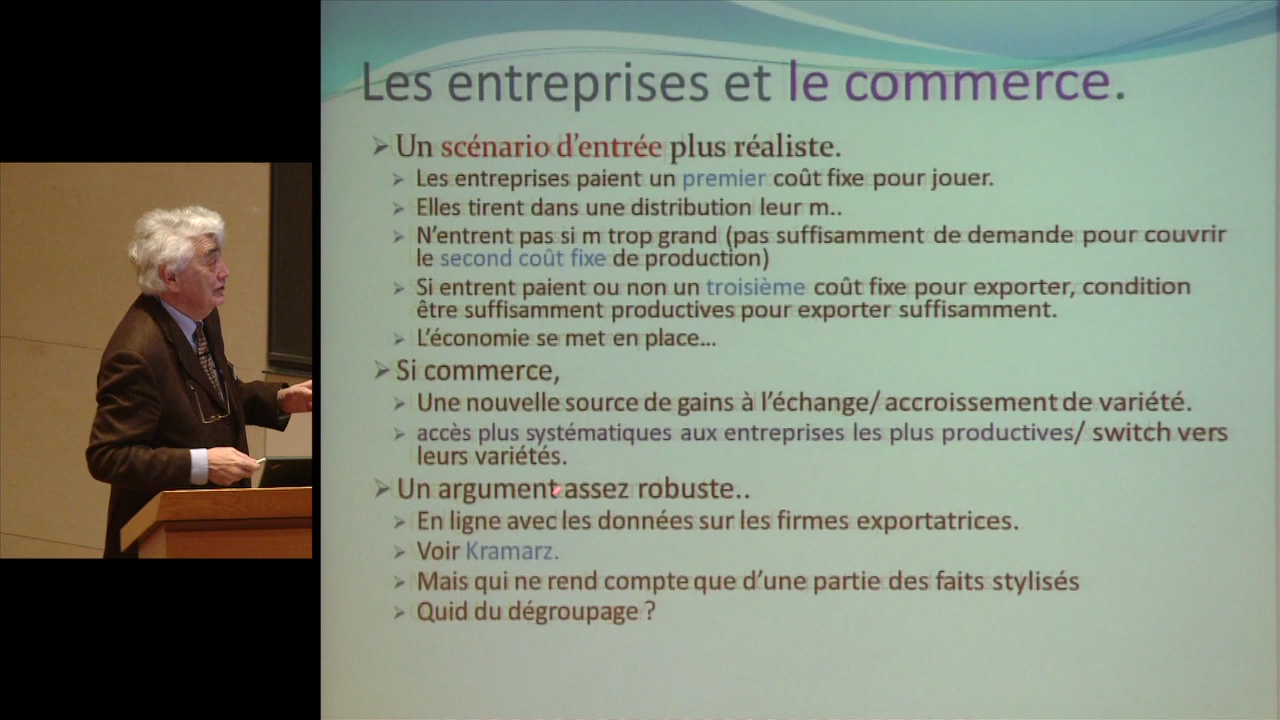 Les entreprises et le commerce.
Un scénario d'entrée plus réaliste.
Les entreprises paient un premier coût fixe pour jouer.
Elles tirent dans une distribution leur m..
N'entrent pas si m trop grand (pas suffisamment de demande pour couvrir
le second coût fixe de production)
Si entrent paient ou non un troisième coût fixe pour exporter, condition
être suffisamment productives pour exporter suffisamment.
L'économie se met en place...
Si commerce,
Une nouvelle source de gains à l'échange/ accroissement de variété.
accès plus systématiques aux entreprises les plus productives/ switch vers
leurs variétés.
Un argument assez robuste..
En ligne avec les données sur les firmes exportatrices.
Voir Kramarz.
Mais qui ne rend compte que d'une partie des faits stylisés
Quid du dégroupage ?